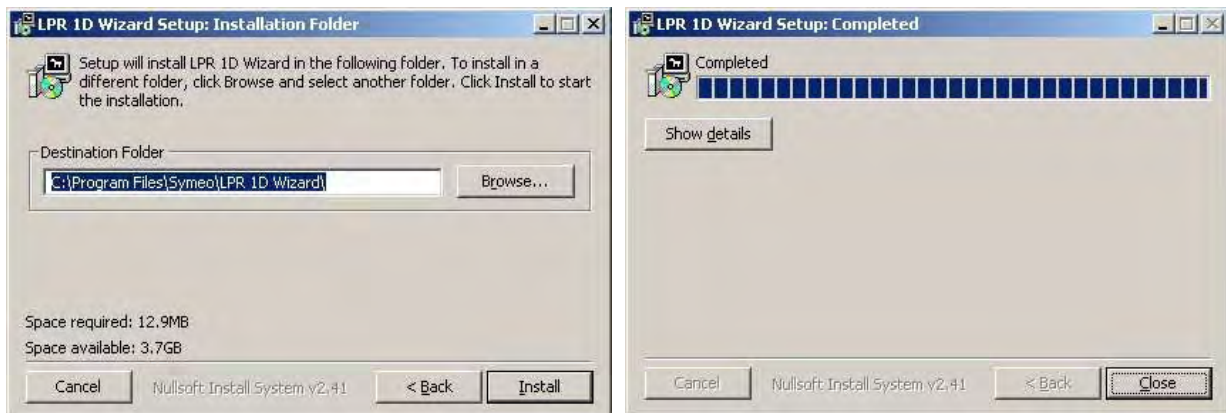 LPR 1D Wizard Setup: Installation Folder
Setup will install LPR 1D Wizard in the following folder. To install in a
different folder, click Browse and select another folder. Click Install to start
the installation.
Destination Folder
C:\Program Files\Symeo\LPR 1D Wizard\
Browse...
Space required: 12.9MB
Space available: 3.7GB
Cancel
Nullsoft Install System v2.41
< Back
Install
LPR 1D Wizard Setup: Completed
Completed
Show details
Cancel
Nullsoft Install System v2.41
< Back
Close